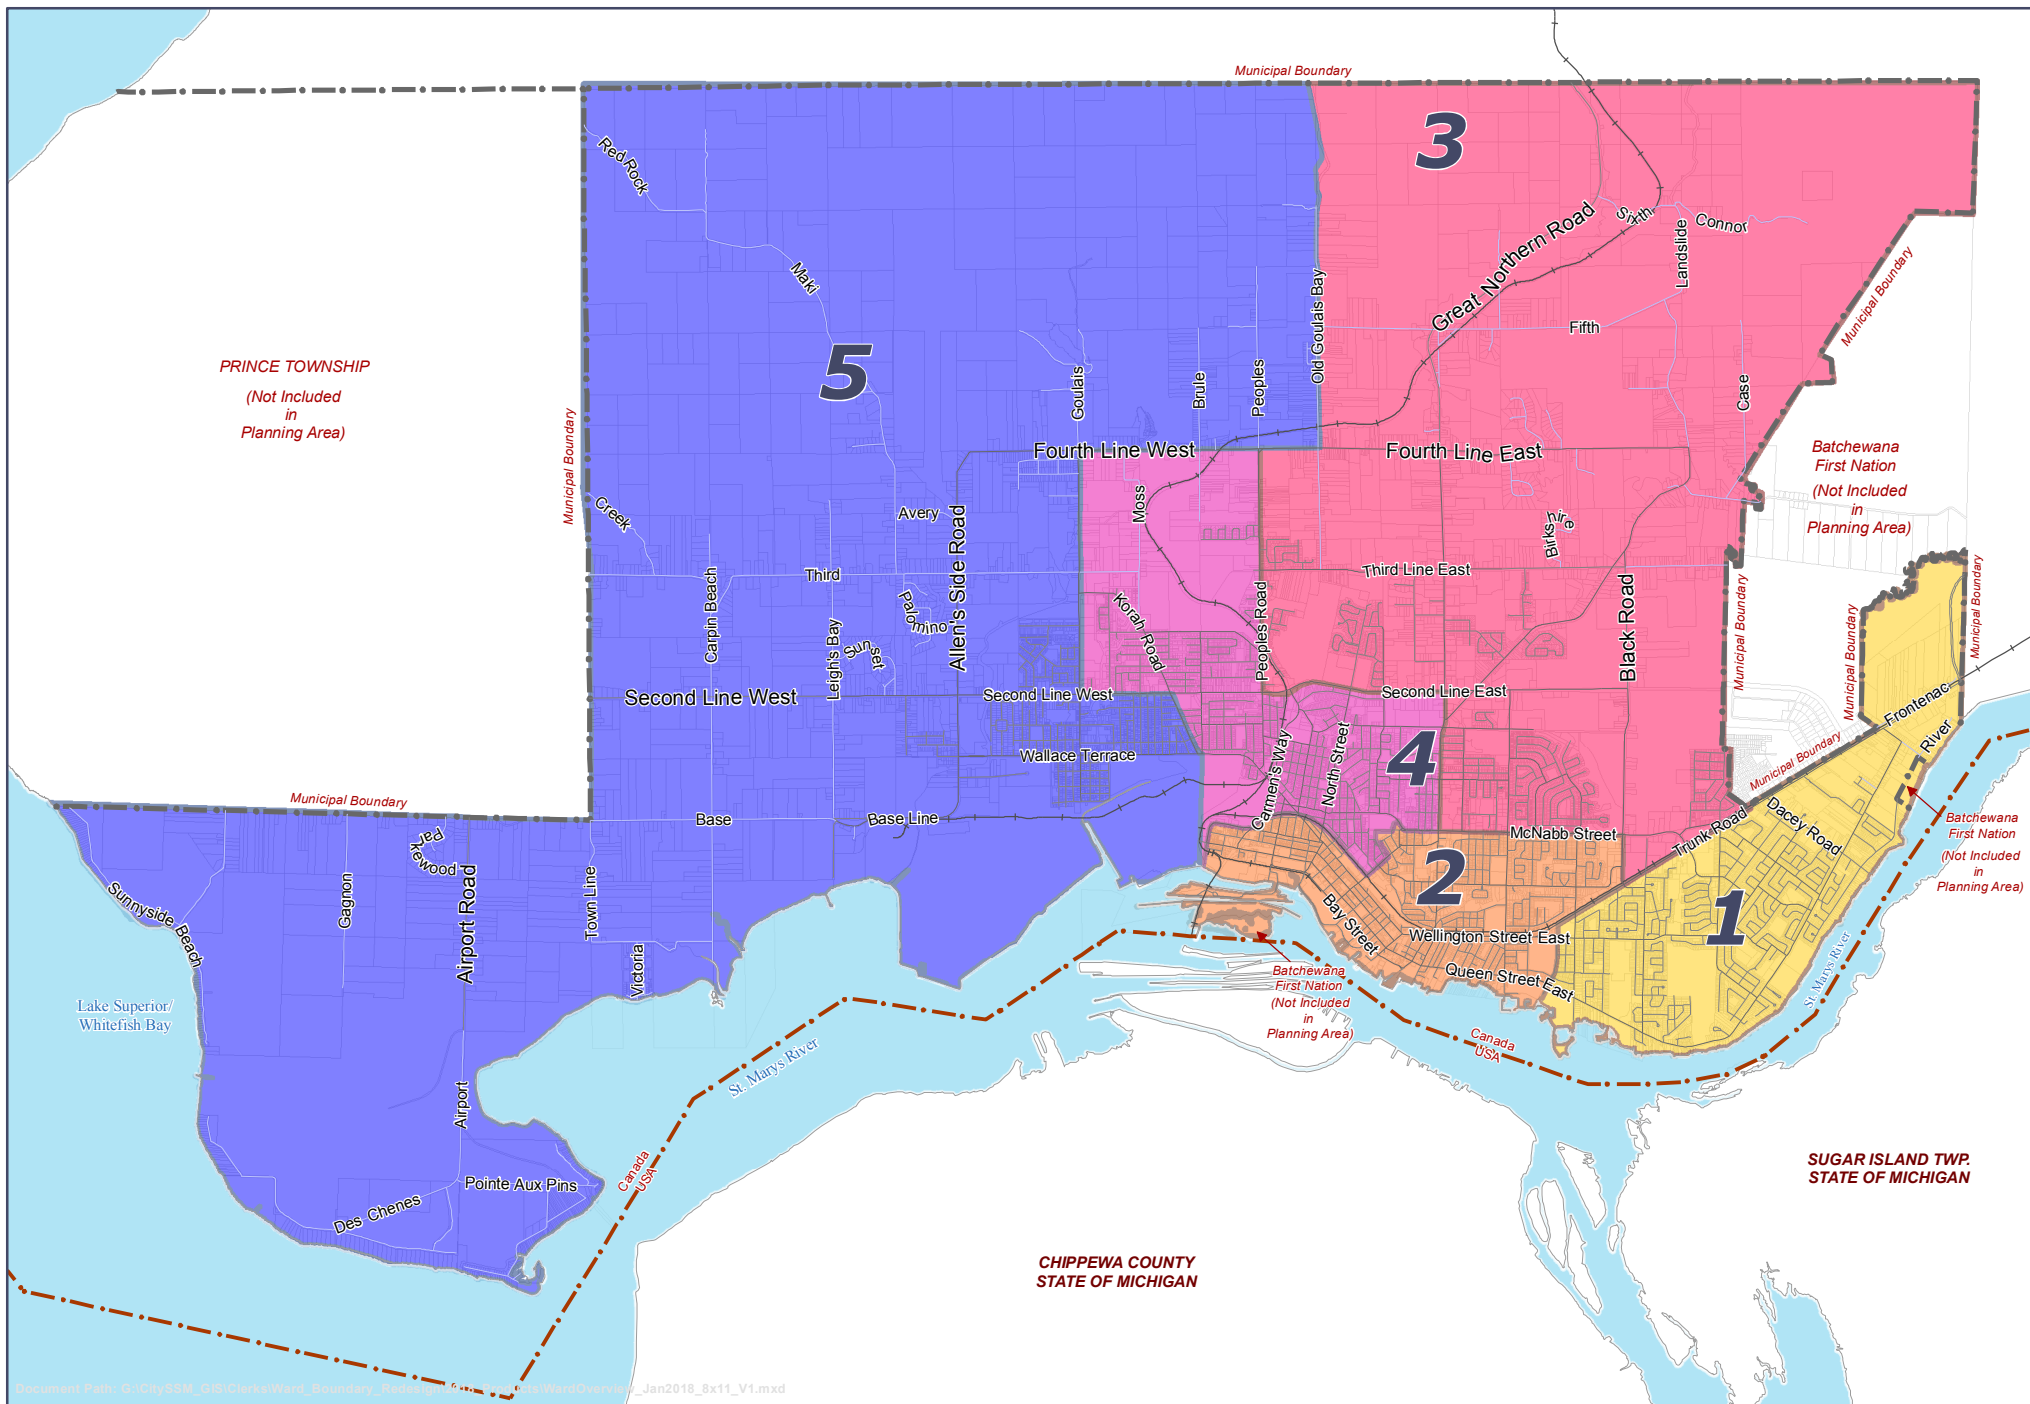 Municipal Boundary
3
Red Rock
Sixth
Connor
Great Northern Road
Landslide
Municipal Boundary
Maki
Old Goulais Bay
Fifth
PRINCE TOWNSHIP
(Not Included
in
Planning Area)
5
Goulais
Brule
Peoples
Case
Municipal Boundary
Fourth Line West
Fourth Line East
Batchewana
First Nation
(Not Included
in
Planning Area)
Creek
Avery
Allen's Side Road
Moss
Birkshire
Third
Third Line East
Carpin Beach
Palomino
Korah Road
Peoples Road
Black Road
Municipal Boundary
Municipal Boundary
Municipal Boundary
Leigh's Bay
Sunset
Second Line West
Second Line West
Second Line East
Frontenac
River
Wallace Terrace
Carmen's Way
North Street
4
Municipal Boundary
Municipal Boundary
Base
Base Line
McNabb Street
Trunk Road
Dacey Road
Batchewana
First Nation
(Not Included
in
Planning Area)
Parkewood
Airport Road
Gagnon
Town Line
Sunnyside Beach
Victoria
2
1
Bay Street
Wellington Street East
Queen Street East
St. Marys River
Batchewana
First Nation
(Not Included
in
Planning Area)
Lake Superior/
Whitefish Bay
Canada
USA
St. Marys River
Airport
Canada
USA
Pointe Aux Pins
Des Chenes
SUGAR ISLAND TWP.
STATE OF MICHIGAN
CHIPPEWA COUNTY
STATE OF MICHIGAN
Document Path: G:\CitySSM_GIS\Clerks\Ward_Boundary_Redesign\2018_Products\WardOverview_Jan2018_8x11_V1.mxd